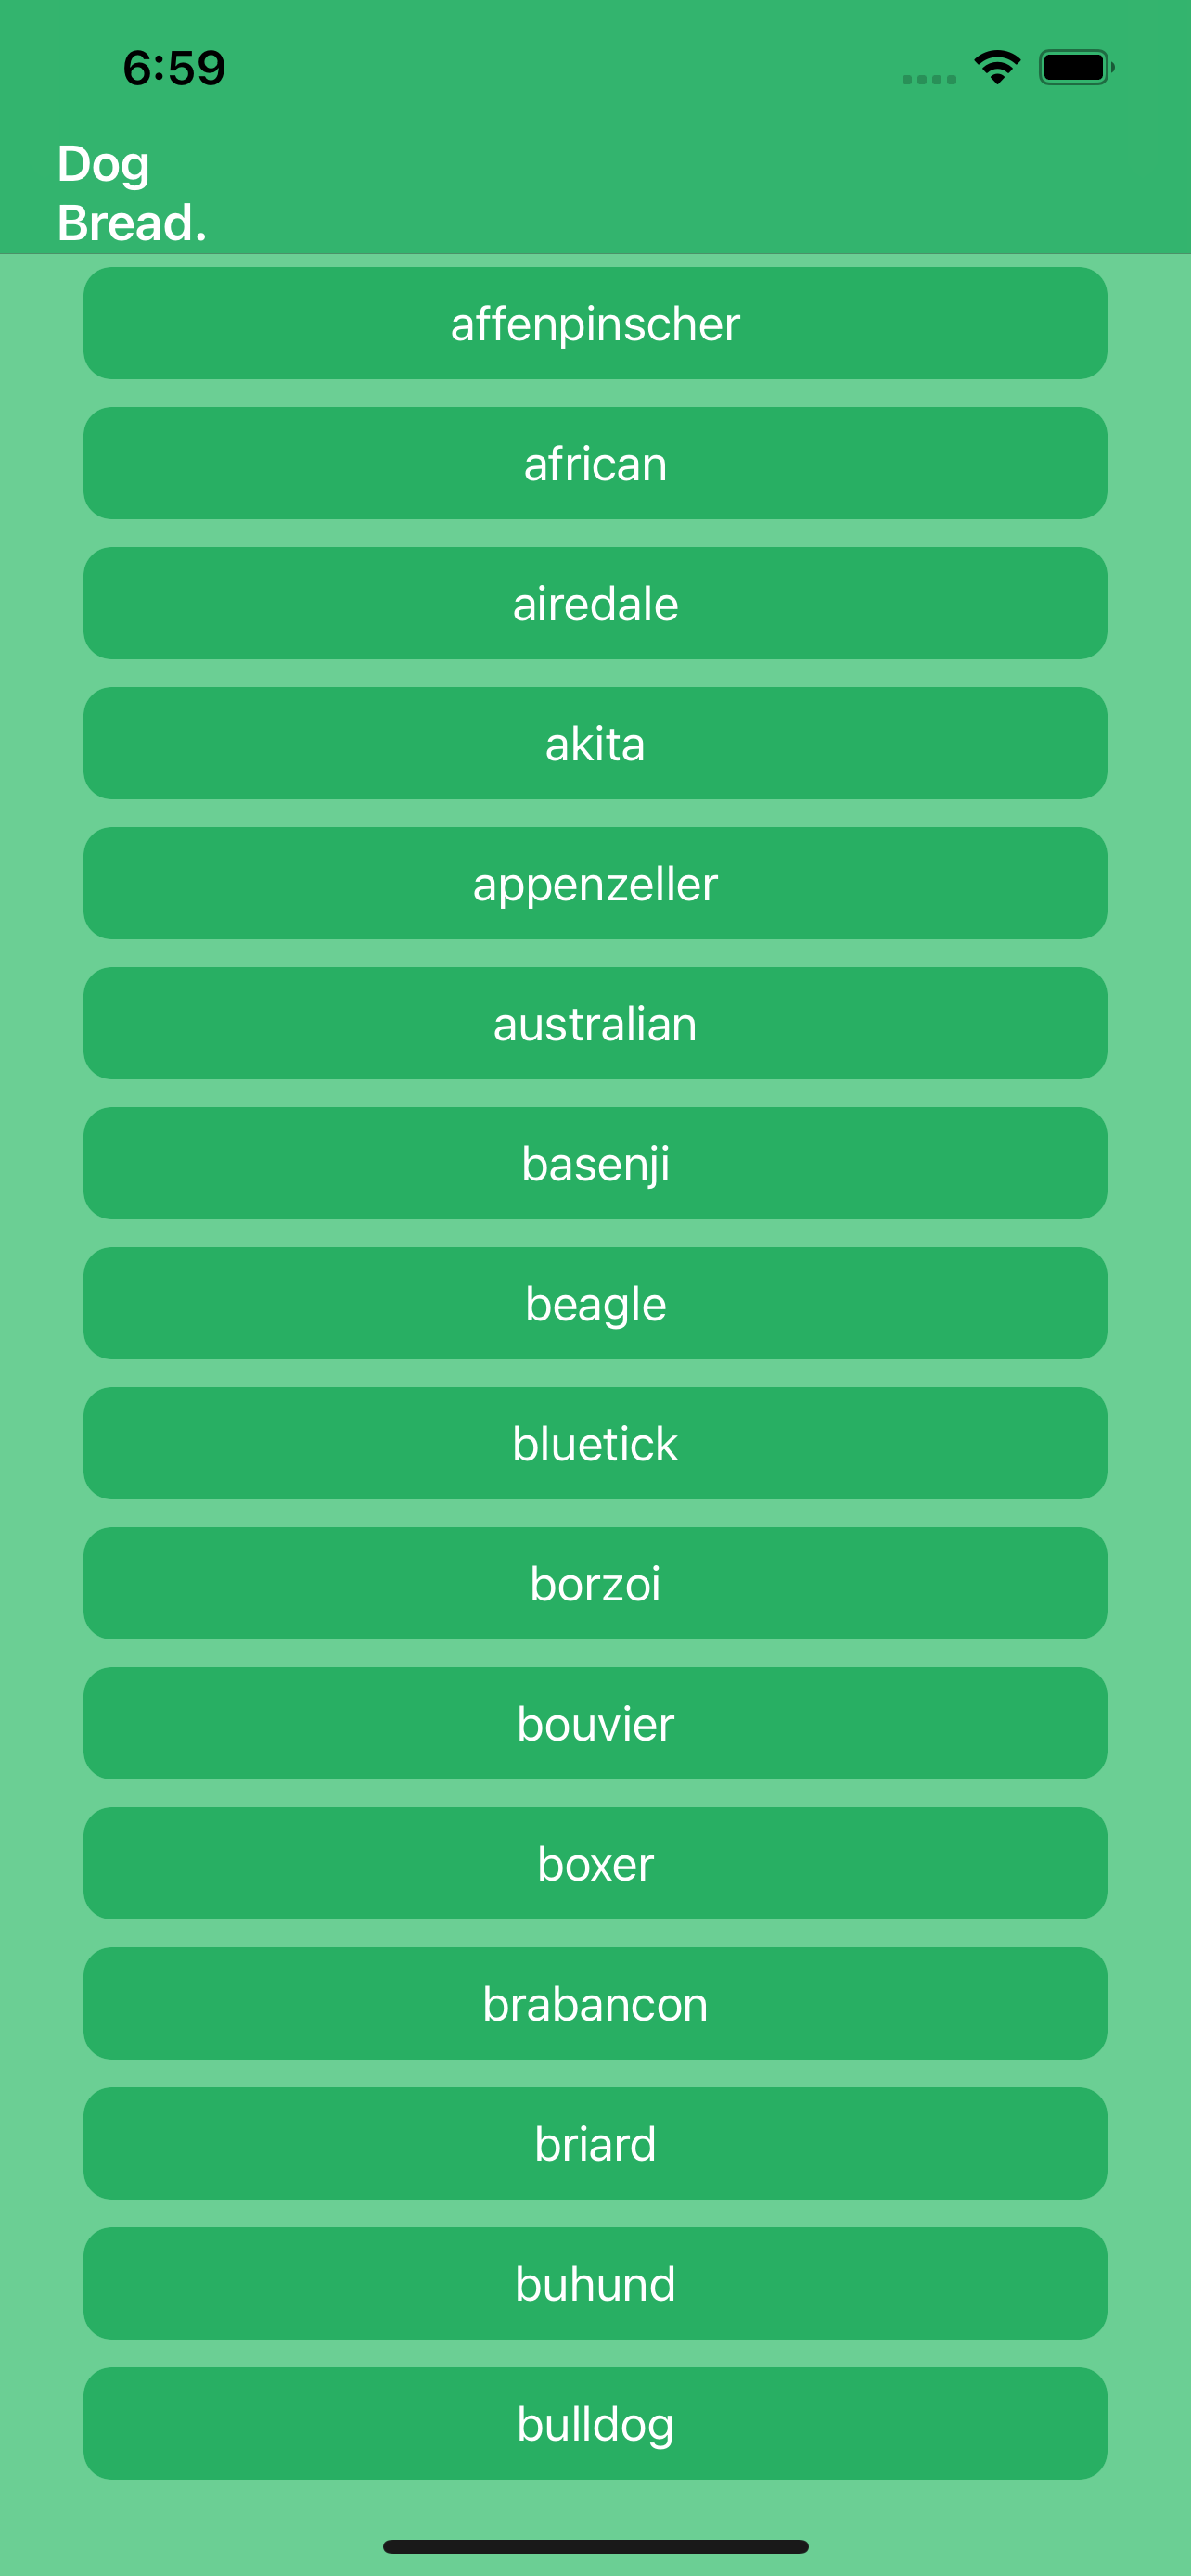 6:59
Dog
Bread.
affenpinscher
african
airedale
akita
appenzeller
australian
basenji
beagle
bluetick
borzoi
bouvier
boxer
brabancon
briard
buhund
bulldog